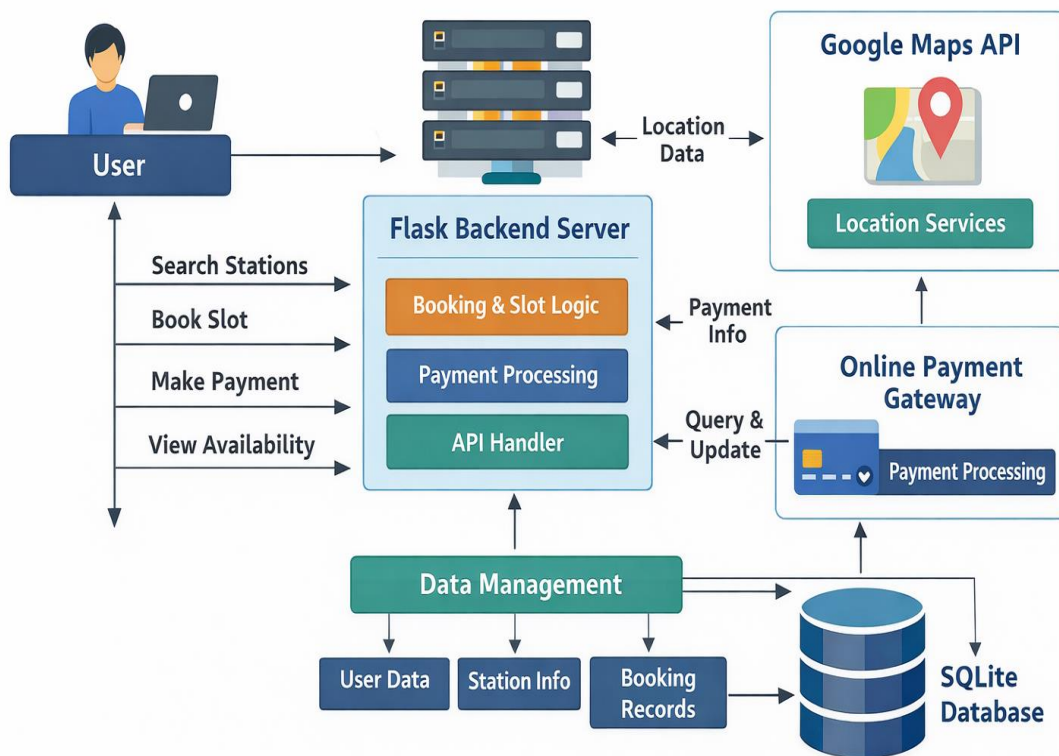 Google Maps API
Location
Data
User
Location Services
Flask Backend Server
Search Stations
Book Slot
Make Payment
View Availability
Booking & Slot Logic
Payment Processing
API Handler
Payment
Info
Query &
Update
Online Payment
Gateway
Payment Processing
Data Management
User Data
Station Info
Booking
Records
SQLite
Database